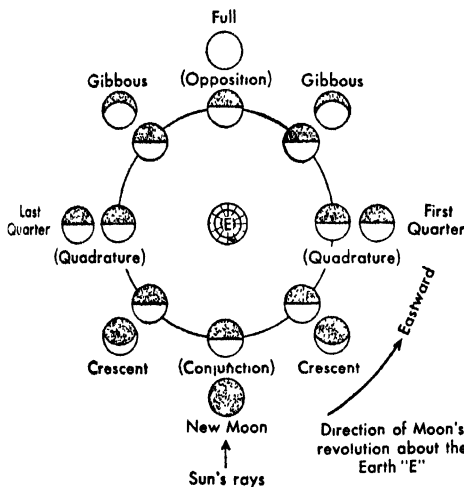 Full
(Opposition)
Gibbous
Gibbous
Last
Quarter
(Quadrature)
E
First
Quarter
(Quadrature)
Crescent
(Conjunction)
New Moon
Crescent
Eastward
Direction of Moon's
revolution about the
Earth "E"
Sun's rays